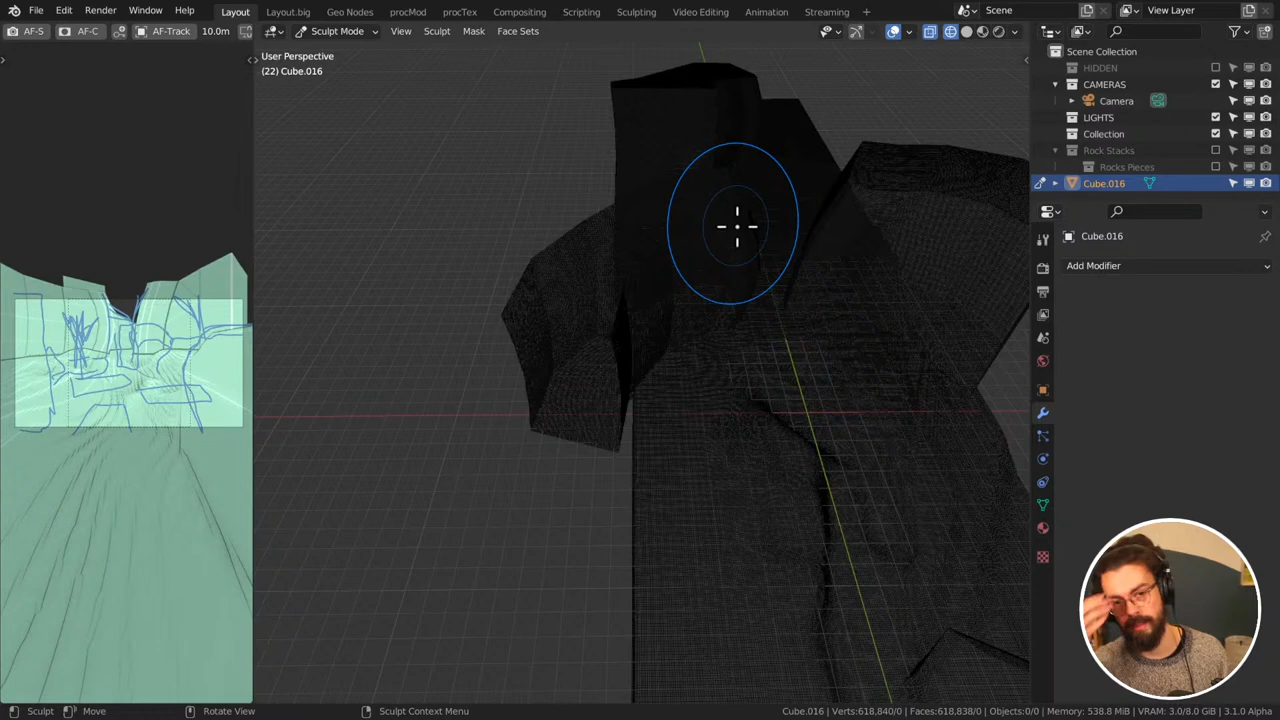 File Edit Render Window Help Layout Layout.big Geo Nodes procMod procTex Compositing Scripting Sculpting Video Editing Animation Streaming Scene View Layer
AF-S AF-C AF-Track 10.0m Sculpt Mode View Sculpt Mask Face Sets
User Perspective
(22) Cube.016
Scene Collection
HIDDEN
CAMERAS
Camera
LIGHTS
Collection
Rock Stacks
Rocks Pieces
Cube.016
Cube.016
Add Modifier
Sculpt Move Rotate View Sculpt Context Menu Cube.016 | Verts:618,840/0 | Faces:618,838/0 | Objects:0/0 | Memory: 538.8 MiB | VRAM: 3.0/8.0 GiB | 3.1.0 Alpha